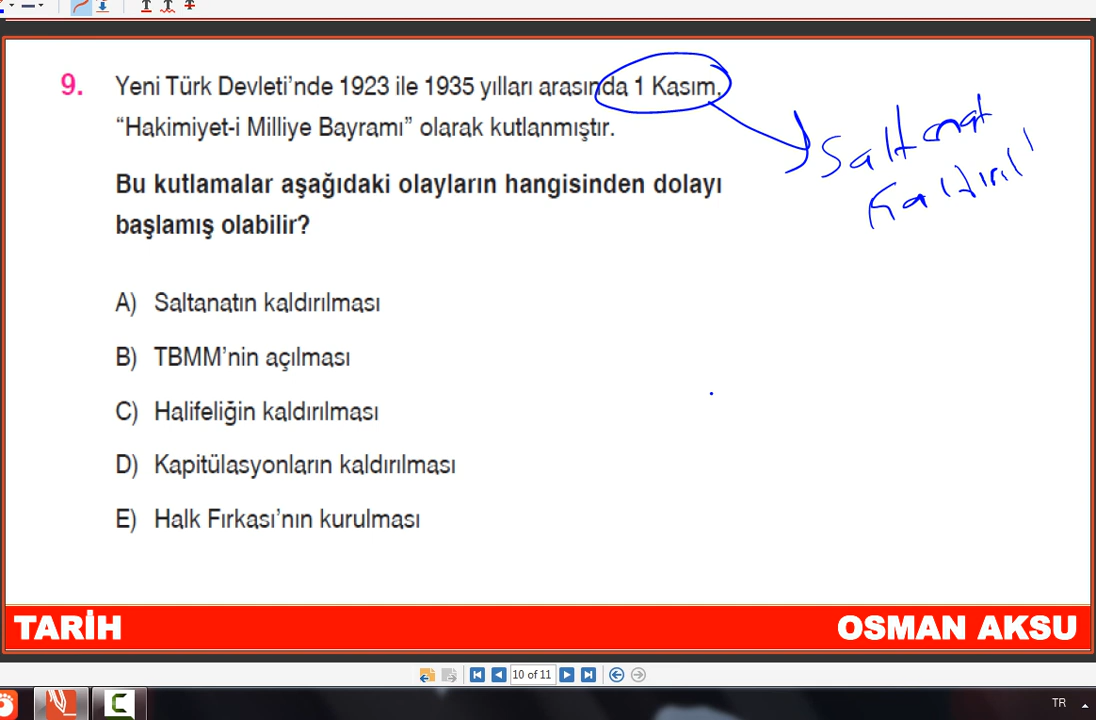 9. Yeni Türk Devleti’nde 1923 ile 1935 yılları arasında 1 Kasım,
“Hakimiyet-i Milliye Bayramı” olarak kutlanmıştır.
Saltanat
Kaldırıl
Bu kutlamalar aşağıdaki olayların hangisinden dolayı
başlamış olabilir?
A) Saltanatın kaldırılması
B) TBMM’nin açılması
C) Halifeliğin kaldırılması
D) Kapitülasyonların kaldırılması
E) Halk Fırkası’nın kurulması
TARİH
OSMAN AKSU
10 of 11
TR